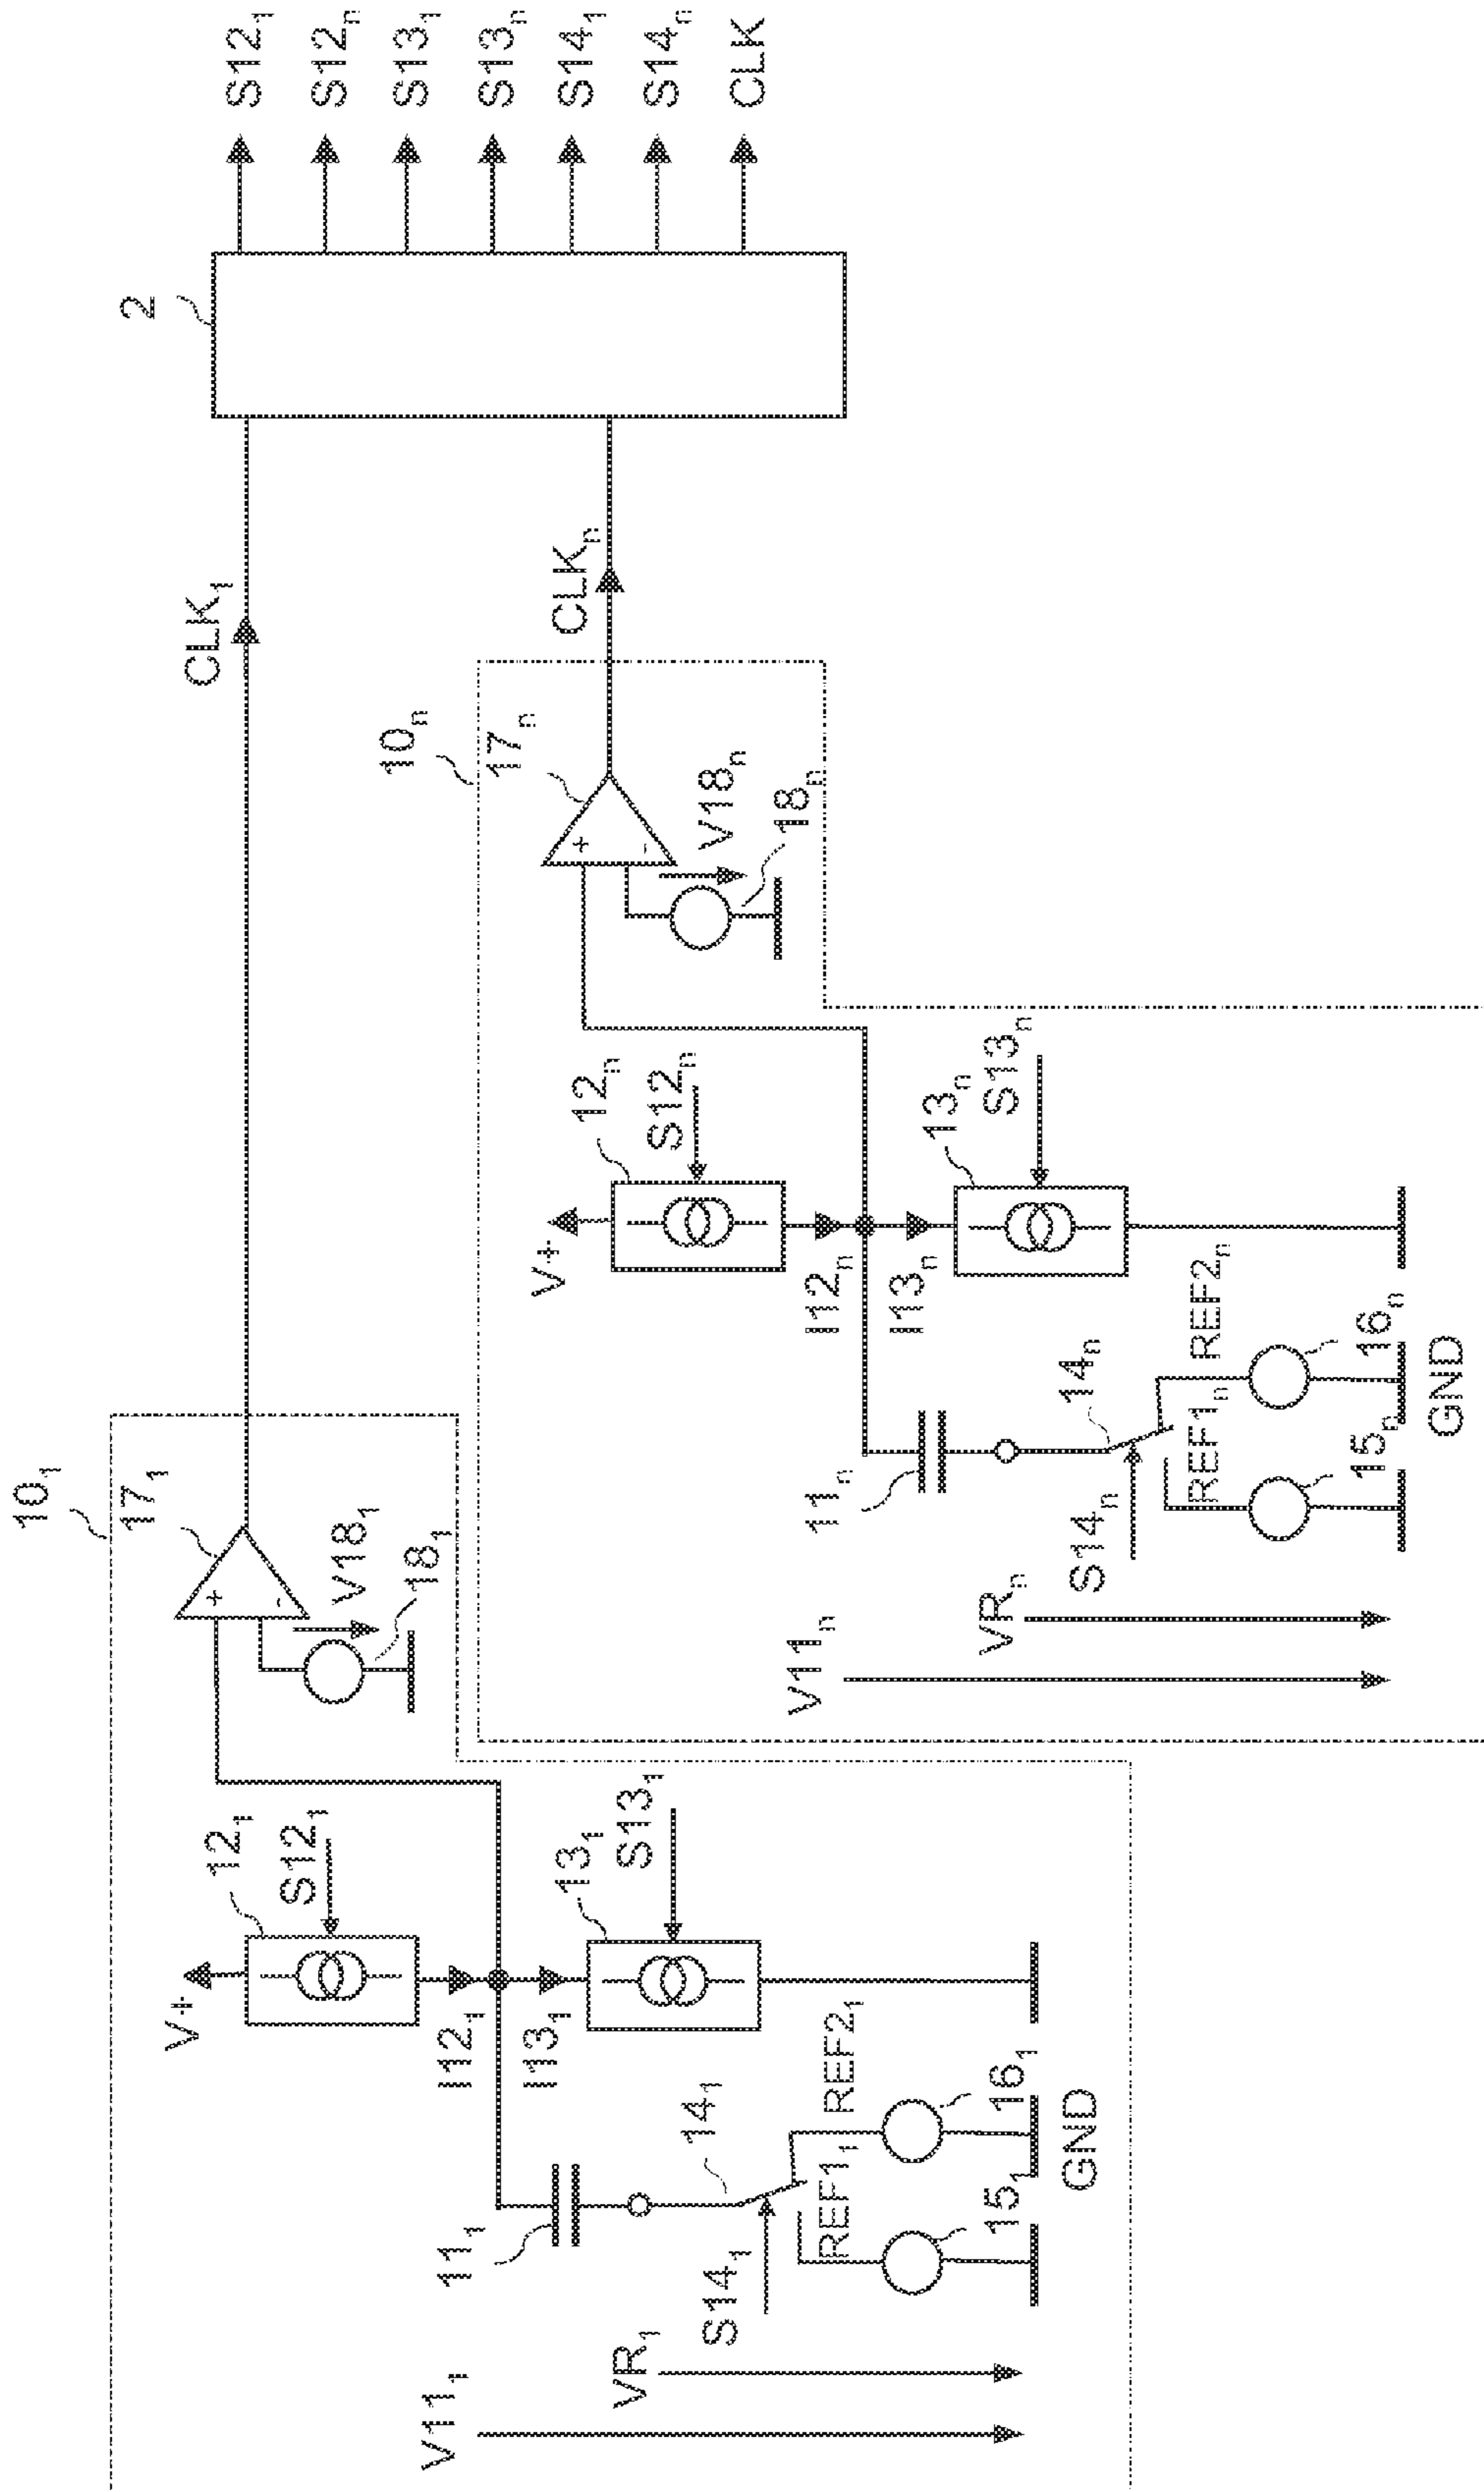 10₁
17₁
V18₁
18₁
V+
12₁
S12₁
I12₁
I13₁
13₁
S13₁
11₁
14₁
S14₁
REF1₁
REF2₁
15₁
16₁
GND
V11₁
VR₁
+
-
CLK₁
10ₙ
17ₙ
V18ₙ
18ₙ
V+
12ₙ
S12ₙ
I12ₙ
I13ₙ
13ₙ
S13ₙ
11ₙ
14ₙ
S14ₙ
REF1ₙ
REF2ₙ
15ₙ
16ₙ
GND
V11ₙ
VRₙ
+
-
CLKₙ
2
S12₁
S12ₙ
S13₁
S13ₙ
S14₁
S14ₙ
CLK